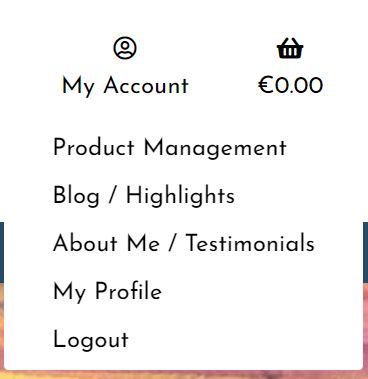 My Account €0.00
Product Management
Blog / Highlights
About Me / Testimonials
My Profile
Logout